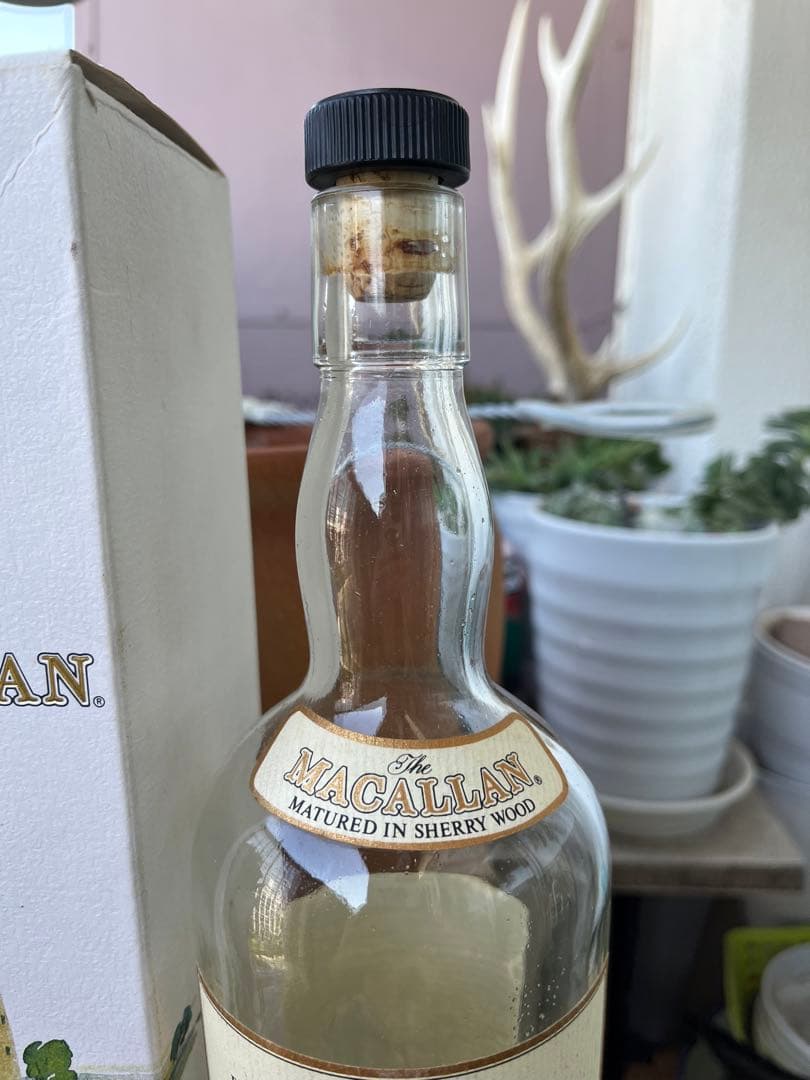 AN®
The
MACALLAN®
MATURED IN SHERRY WOOD